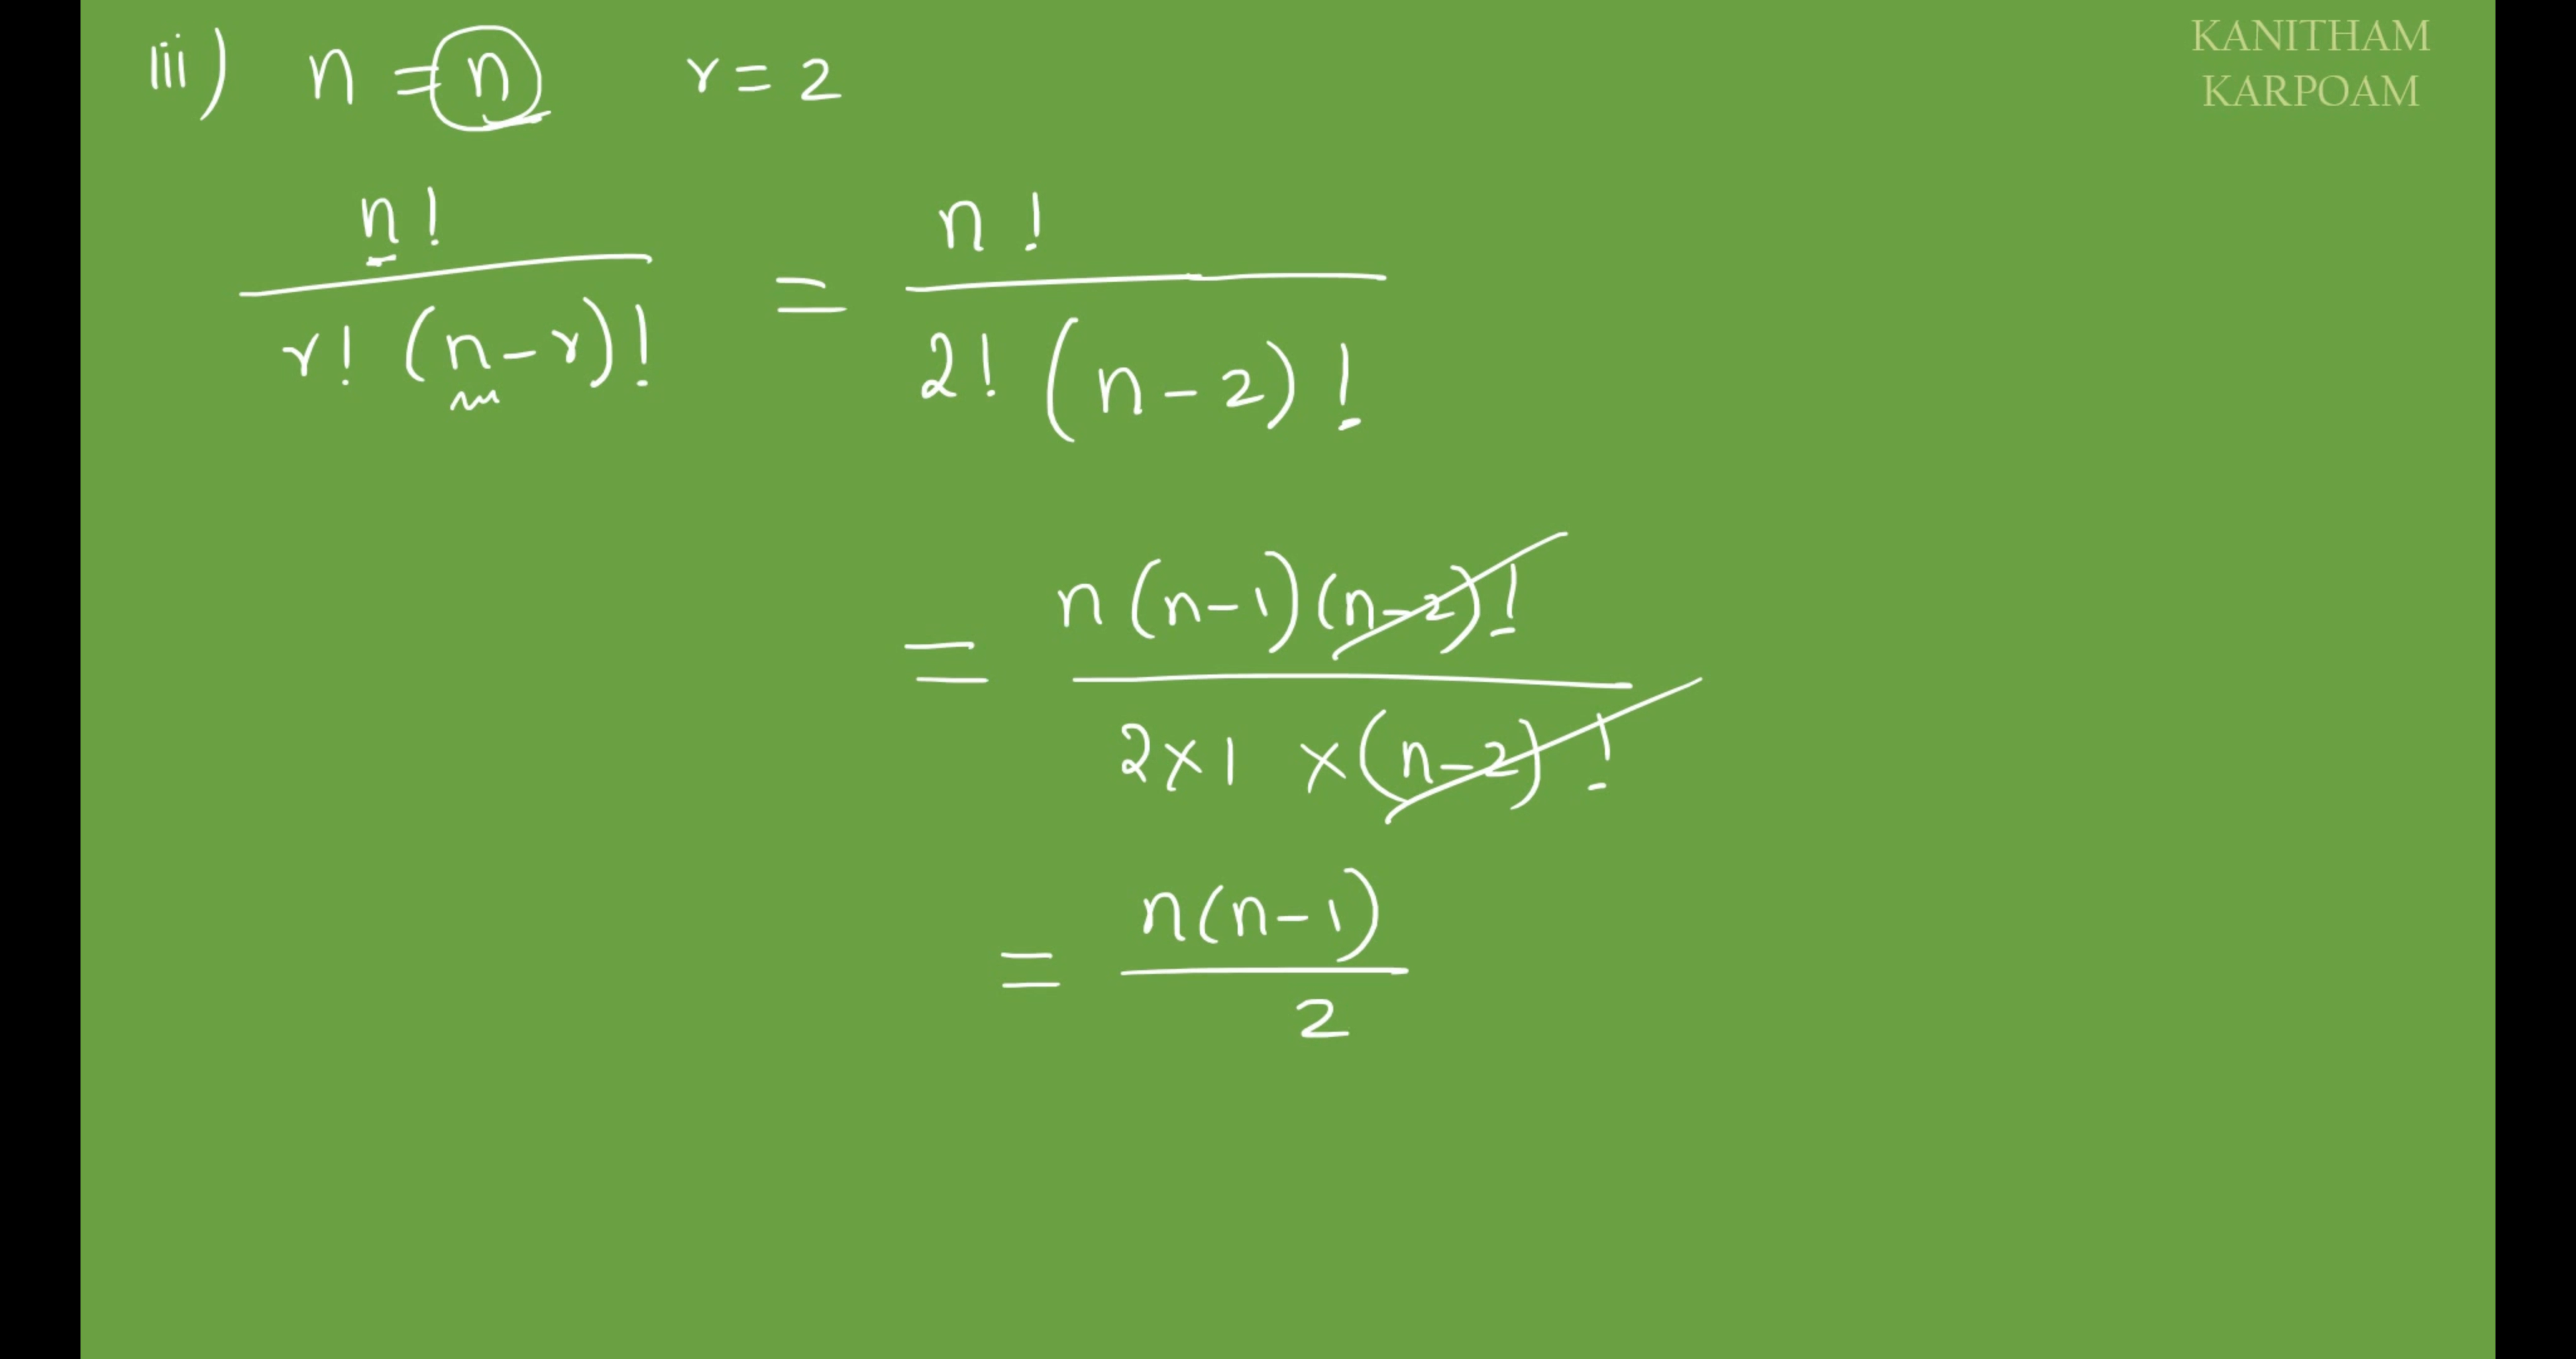 iii) n = n r = 2
KANITHAM
KARPOAM
n! / r! (n-r)! = n! / 2! (n-2)!
= n(n-1)(n-2)! / 2×1 ×(n-2)!
= n(n-1) / 2